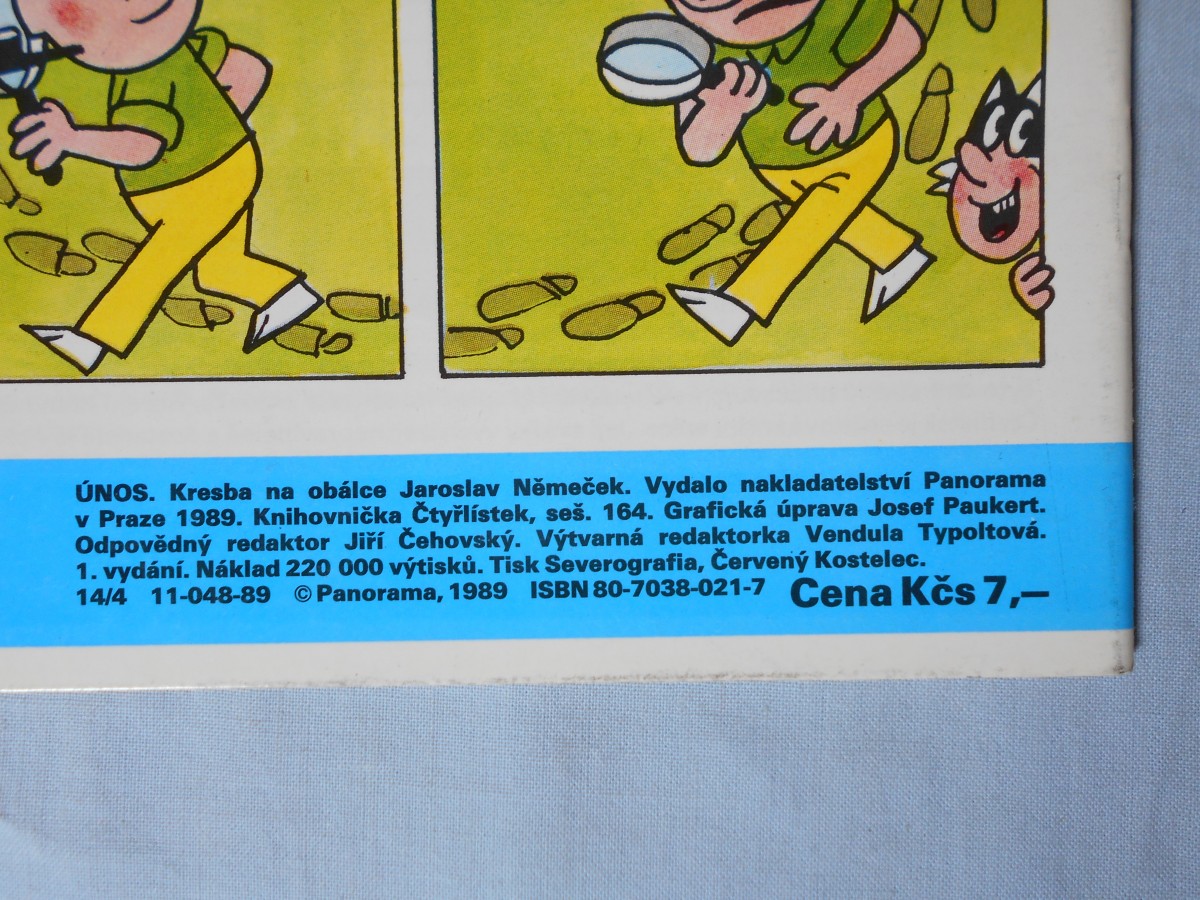 ÚNOS. Kresba na obálce Jaroslav Němeček. Vydalo nakladatelství Panorama
v Praze 1989. Knihovnička Čtyřlístek, seš. 164. Grafická úprava Josef Paukert.
Odpovědný redaktor Jiří Čehovský. Výtvarná redaktorka Vendula Typoltová.
1. vydání. Náklad 220 000 výtisků. Tisk Severografia, Červený Kostelec.
14/4 11-048-89 © Panorama, 1989 ISBN 80-7038-021-7 Cena Kčs 7,—